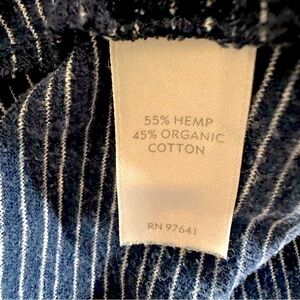 55% HEMP
45% ORGANIC
COTTON
RN 97641